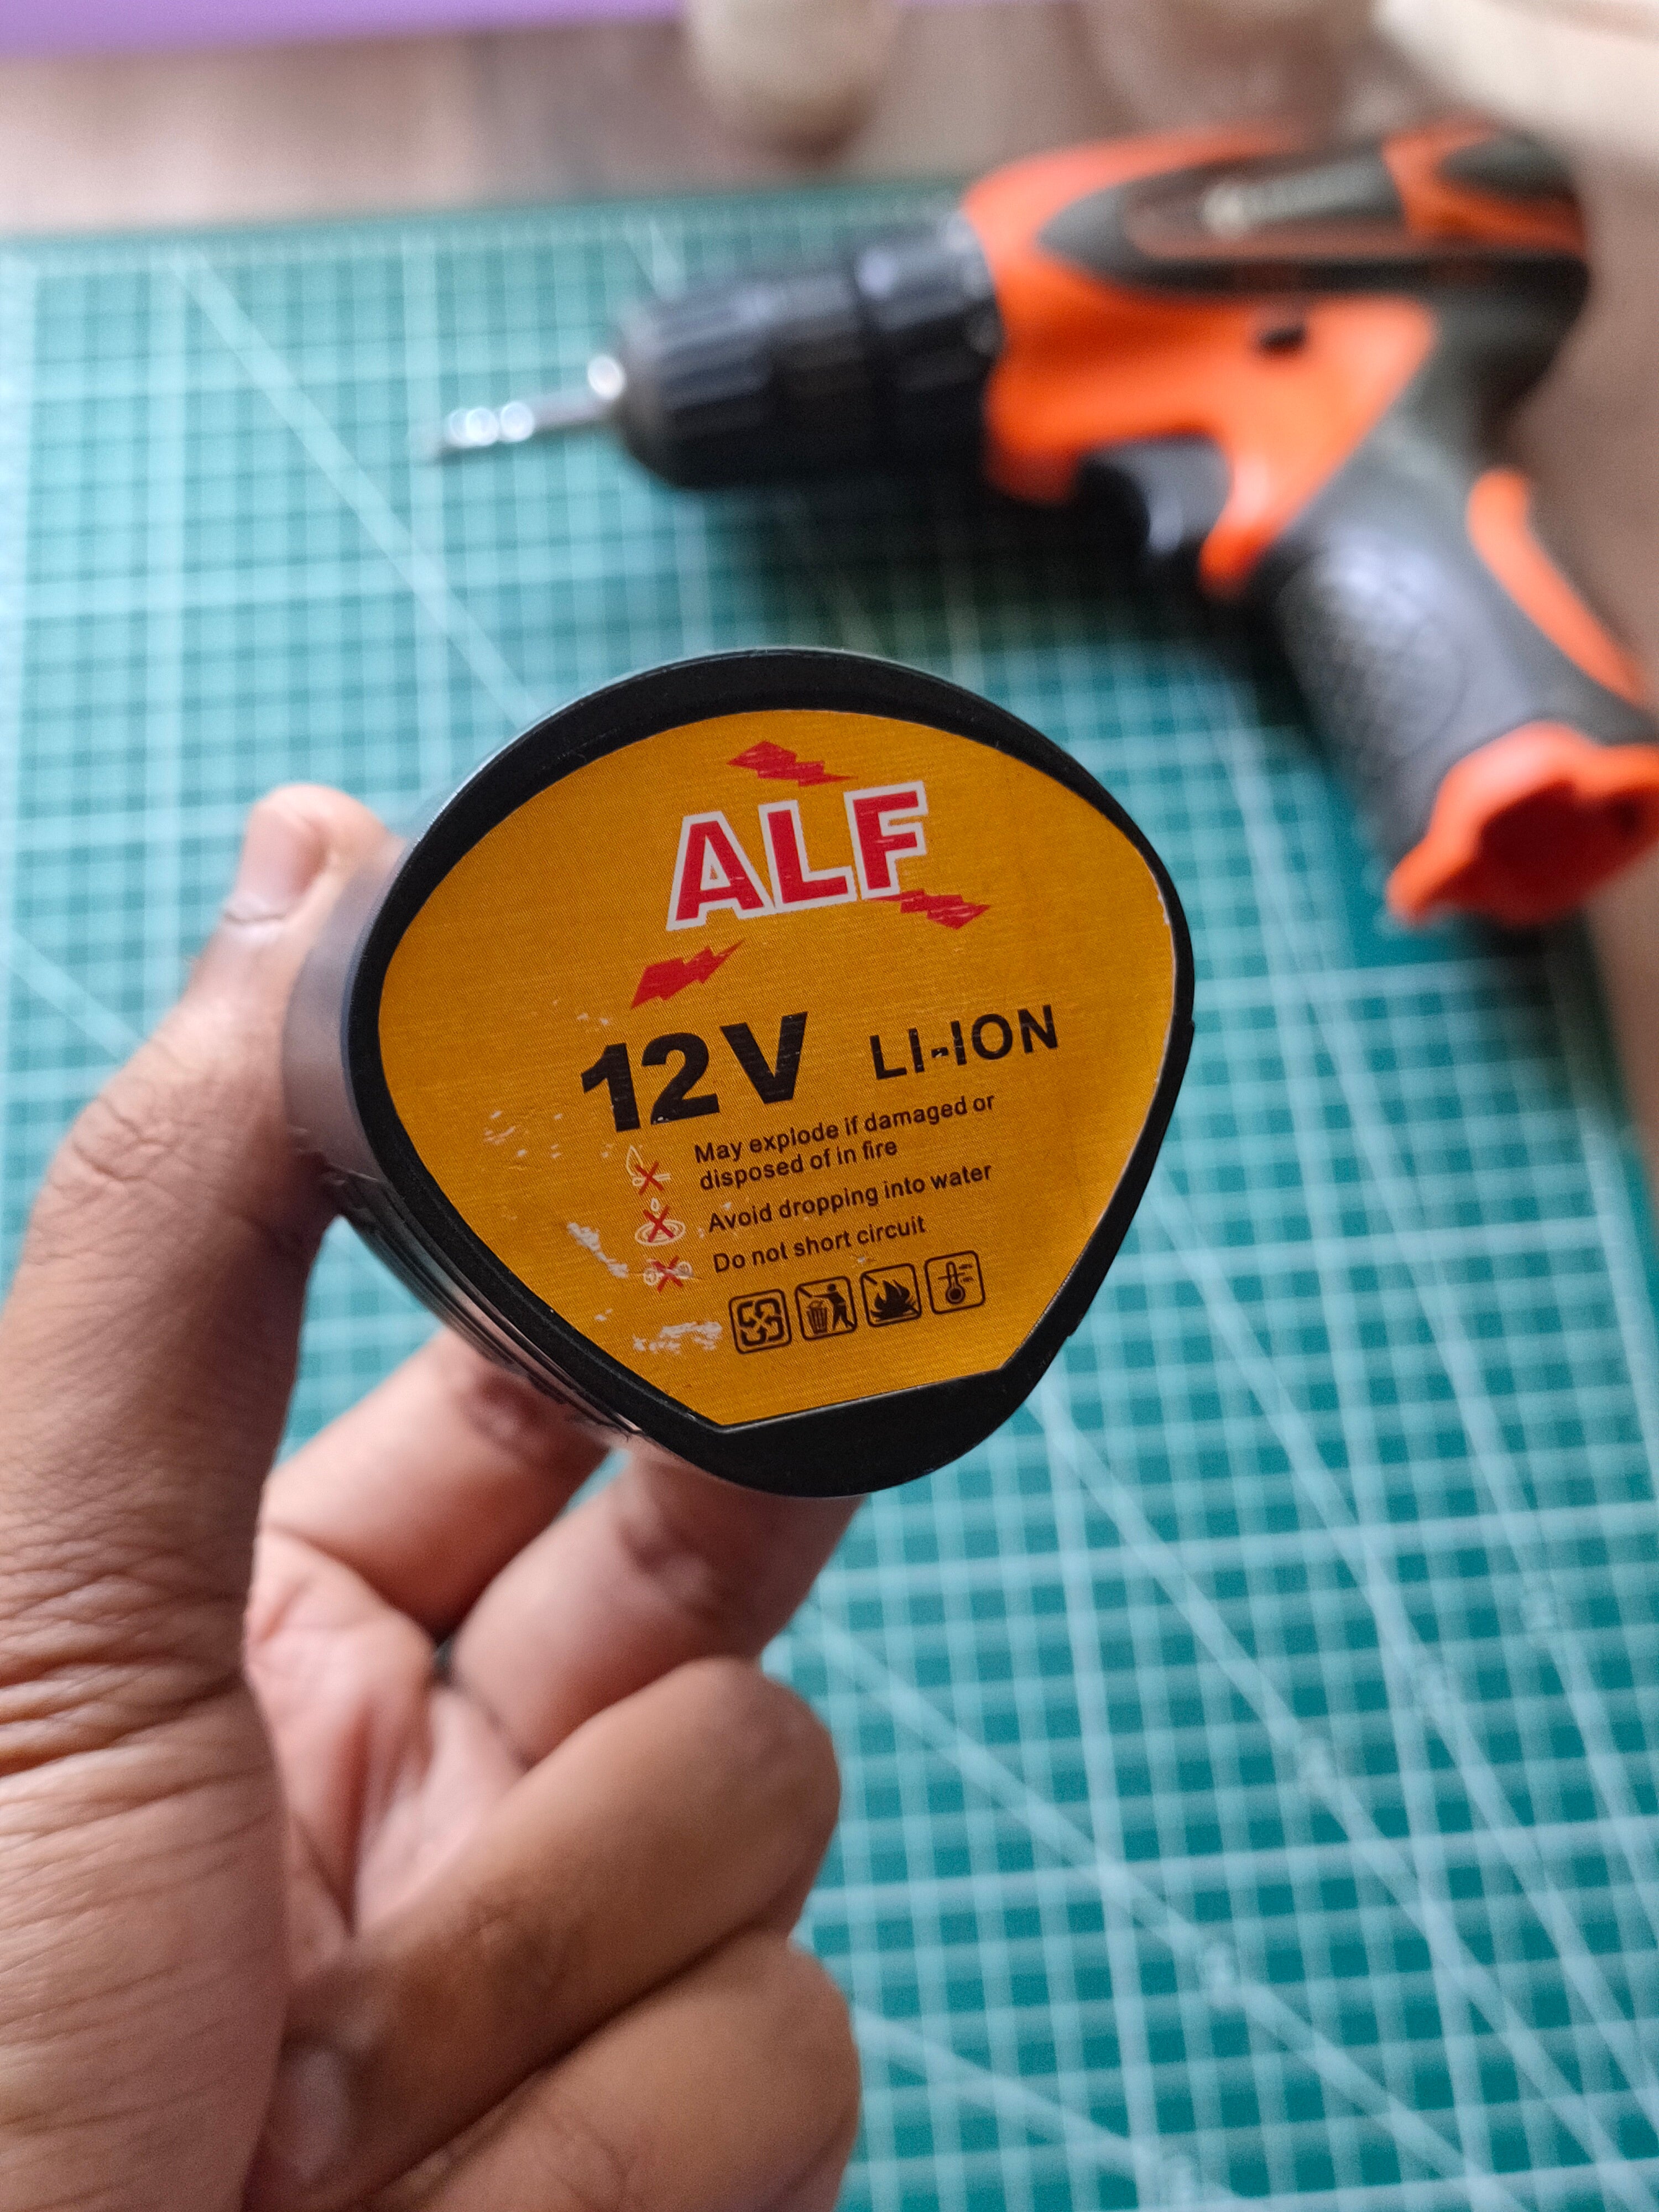 ALF
12V LI-ION
May explode if damaged or
disposed of in fire
Avoid dropping into water
Do not short circuit